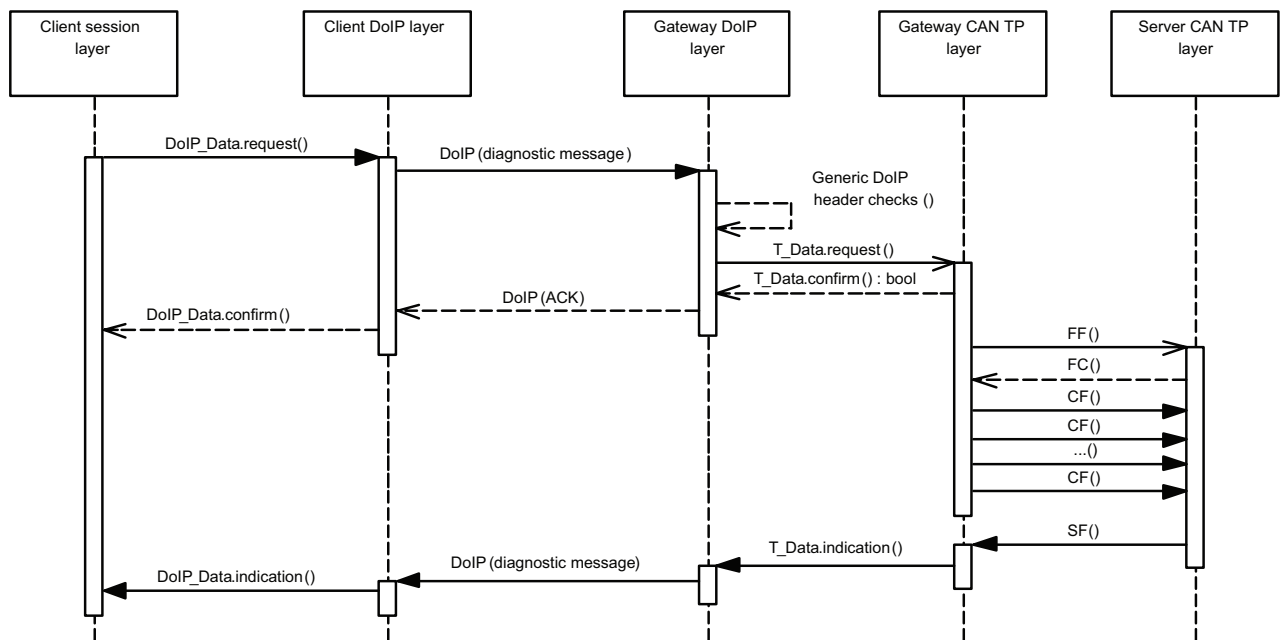 Client session
layer
Client DoIP layer
Gateway DoIP
layer
Gateway CAN TP
layer
Server CAN TP
layer
DoIP_Data.request()
DoIP (diagnostic message)
Generic DoIP
header checks ()
T_Data.request()
T_Data.confirm() : bool
DoIP (ACK)
DoIP_Data.confirm()
FF()
FC()
CF()
CF()
...()
CF()
SF()
T_Data.indication()
DoIP (diagnostic message)
DoIP_Data.indication()